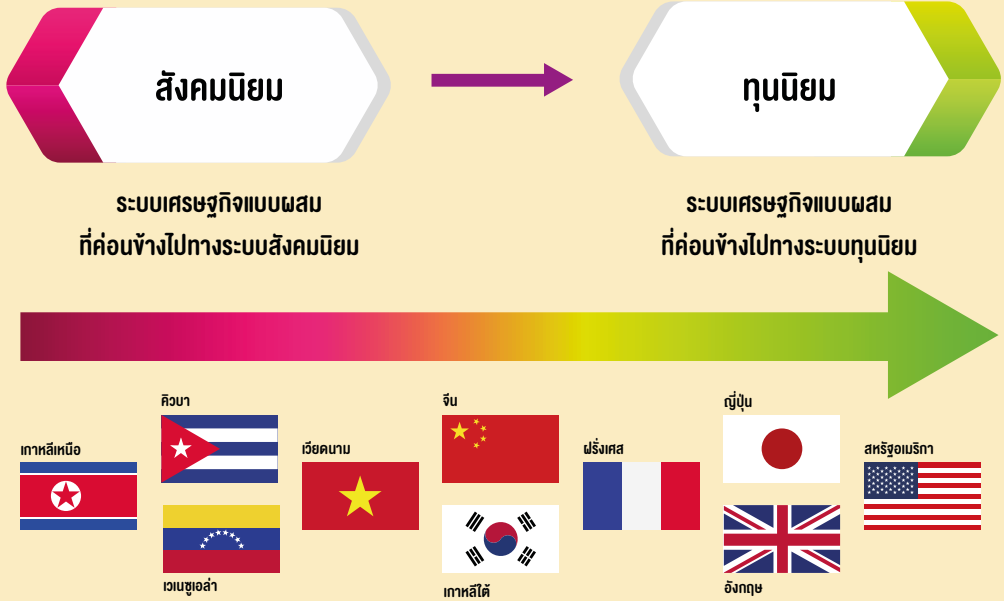 สังคมนิยม
ทุนนิยม
ระบบเศรษฐกิจแบบผสม
ที่ค่อนข้างไปทางระบบสังคมนิยม
ระบบเศรษฐกิจแบบผสม
ที่ค่อนข้างไปทางระบบทุนนิยม
เกาหลีเหนือ
คิวบา
เวเนซูเอล่า
เวียดนาม
จีน
เกาหลีใต้
ฝรั่งเศส
ญี่ปุ่น
อังกฤษ
สหรัฐอเมริกา